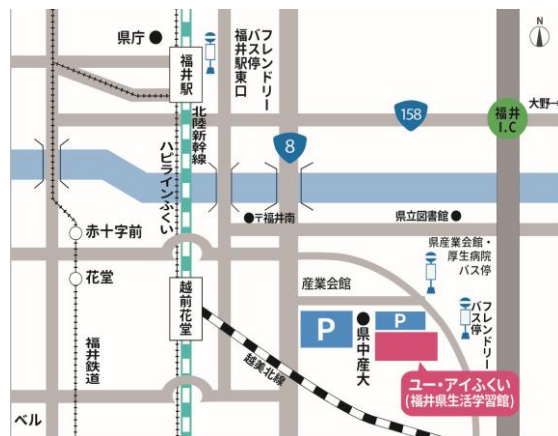 N
県庁
福井駅
フレンドリー
バス停
福井駅東口
158
大野→
福井
I.C
8
北陸新幹線
ハピラインふくい
〒福井南
県立図書館
赤十字前
県産業会館・
厚生病院
バス停
花堂
越前花堂
産業会館
フレンドリー
バス停
P
県中産大
P
福井鉄道
越美北線
ユー・アイふくい
(福井県生活学習館)
ベル